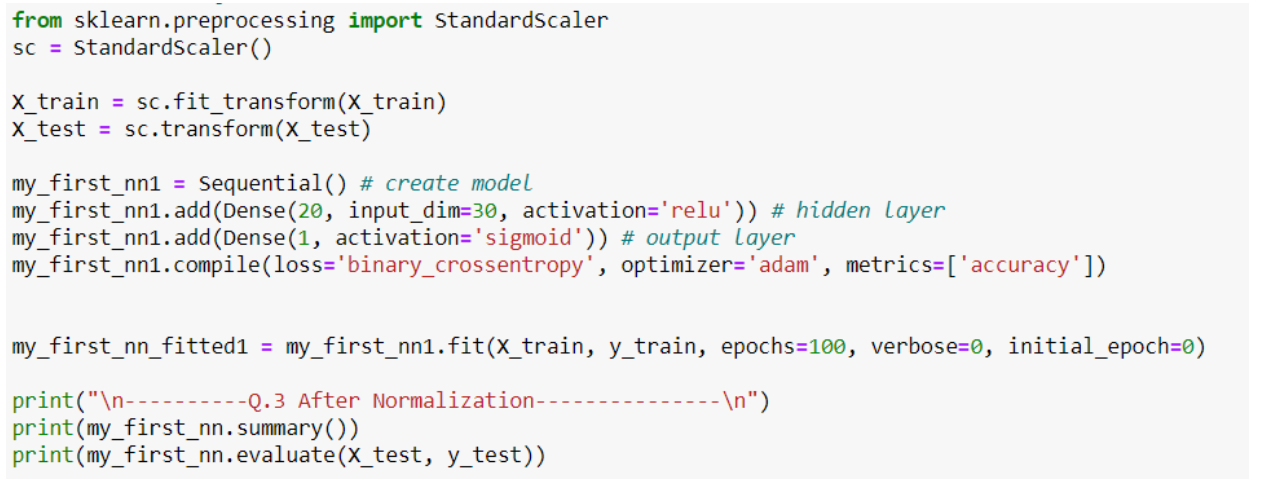 from sklearn.preprocessing import StandardScaler
sc = StandardScaler()
X_train = sc.fit_transform(X_train)
X_test = sc.transform(X_test)
my_first_nn1 = Sequential() # create model
my_first_nn1.add(Dense(20, input_dim=30, activation='relu')) # hidden layer
my_first_nn1.add(Dense(1, activation='sigmoid')) # output layer
my_first_nn1.compile(loss='binary_crossentropy', optimizer='adam', metrics=['accuracy'])
my_first_nn_fitted1 = my_first_nn1.fit(X_train, y_train, epochs=100, verbose=0, initial_epoch=0)
print("\n----------Q.3 After Normalization---------------\n")
print(my_first_nn.summary())
print(my_first_nn.evaluate(X_test, y_test))